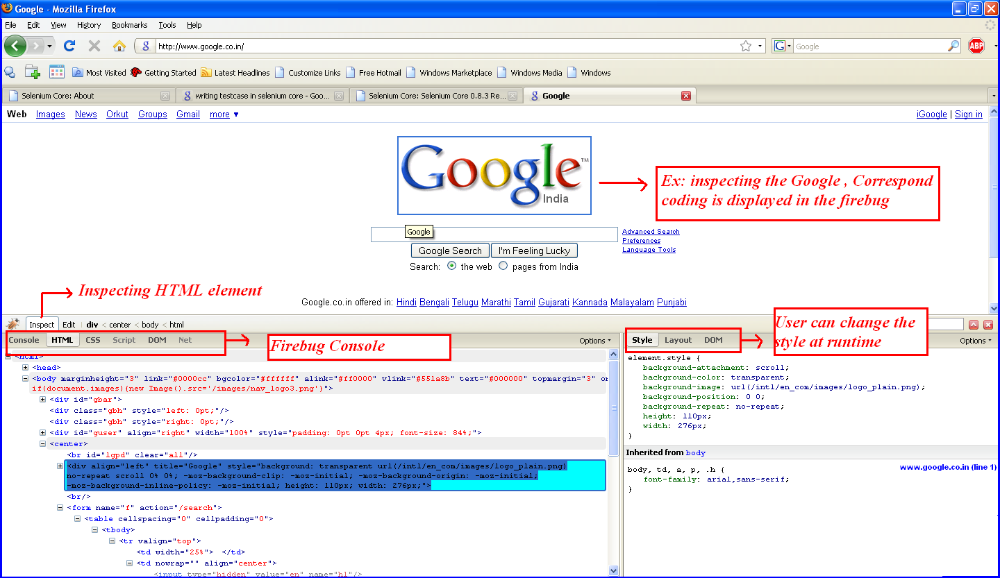 Google - Mozilla Firefox
File Edit View History Bookmarks Tools Help
http://www.google.co.in/
Google
ABP
Most Visited Getting Started Latest Headlines Customize Links Free Hotmail Windows Marketplace Windows Media Windows
Selenium Core: About
writing testcase in selenium core - Goo...
Selenium Core: Selenium Core 0.8.3 Re...
Google
Web Images News Orkut Groups Gmail more ▼
iGoogle | Sign in
Google™
India
Ex: inspecting the Google , Correspond
coding is displayed in the firebug
Google
Advanced Search
Preferences
Language Tools
Google Search I'm Feeling Lucky
Search: the web pages from India
Inspecting HTML element
Google.co.in offered in: Hindi Bengali Telugu Marathi Tamil Gujarati Kannada Malayalam Punjabi
Inspect Edit div < center < body < html
Console HTML CSS Script DOM Net
Firebug Console
Options
Style Layout DOM
User can change the
style at runtime
Options
<html>
<head>
<body marginheight="3" link="#0000cc" bgcolor="#ffffff" alink="#ff0000" vlink="#551a8b" text="#000000" topmargin="3" on
if(document.images){new Image().src='/images/nav_logo3.png'}">
<div id="gbar">
<div class="gbh" style="left: 0pt;"/>
<div class="gbh" style="right: 0pt;"/>
<div id="guser" align="right" width="100%" style="padding: 0pt 0pt 4px; font-size: 84%;">
<center>
<br id="lgpd" clear="all"/>
<div align="left" title="Google" style="background: transparent url(/intl/en_com/images/logo_plain.png)
no-repeat scroll 0% 0%; -moz-background-clip: -moz-initial; -moz-background-origin: -moz-initial;
-moz-background-inline-policy: -moz-initial; height: 110px; width: 276px;">
<br/>
<form name="f" action="/search">
<table cellspacing="0" cellpadding="0">
<tbody>
<tr valign="top">
<td width="25%"> </td>
<td nowrap="" align="center">
<input type="hidden" value="en" name="hl"/>
element.style {
background-attachment: scroll;
background-color: transparent;
background-image: url(/intl/en_com/images/logo_plain.png);
background-position: 0 0;
background-repeat: no-repeat;
height: 110px;
width: 276px;
}
Inherited from body
www.google.co.in (line 1)
body, td, a, p, .h {
font-family: arial,sans-serif;
}